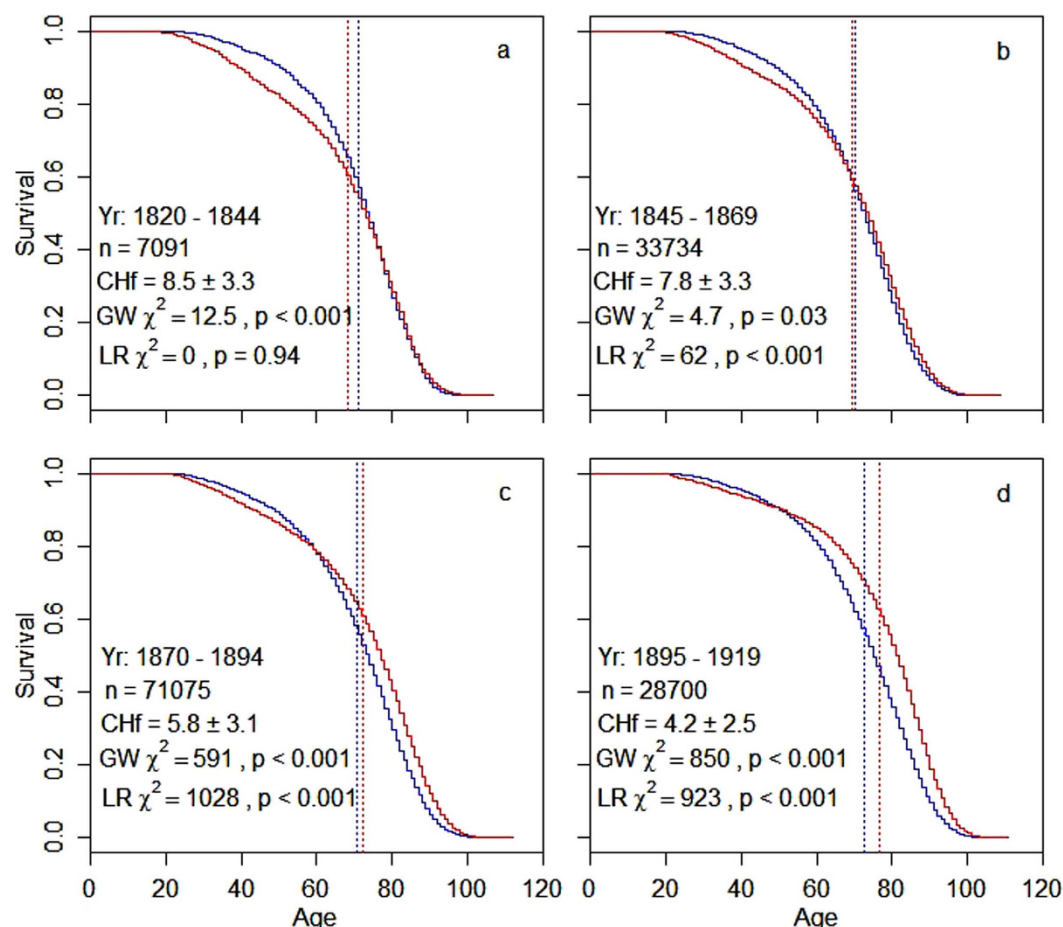 a
Survival
1.0
0.8
0.6
0.4
0.2
0.0
Yr: 1820 - 1844
n = 7091
CHf = 8.5 ± 3.3
GW χ² = 12.5 , p < 0.001
LR χ² = 0 , p = 0.94
b
Yr: 1845 - 1869
n = 33734
CHf = 7.8 ± 3.3
GW χ² = 4.7 , p = 0.03
LR χ² = 62 , p < 0.001
c
Survival
1.0
0.8
0.6
0.4
0.2
0.0
Yr: 1870 - 1894
n = 71075
CHf = 5.8 ± 3.1
GW χ² = 591 , p < 0.001
LR χ² = 1028 , p < 0.001
0 20 40 60 80 100 120
Age
d
Yr: 1895 - 1919
n = 28700
CHf = 4.2 ± 2.5
GW χ² = 850 , p < 0.001
LR χ² = 923 , p < 0.001
0 20 40 60 80 100 120
Age